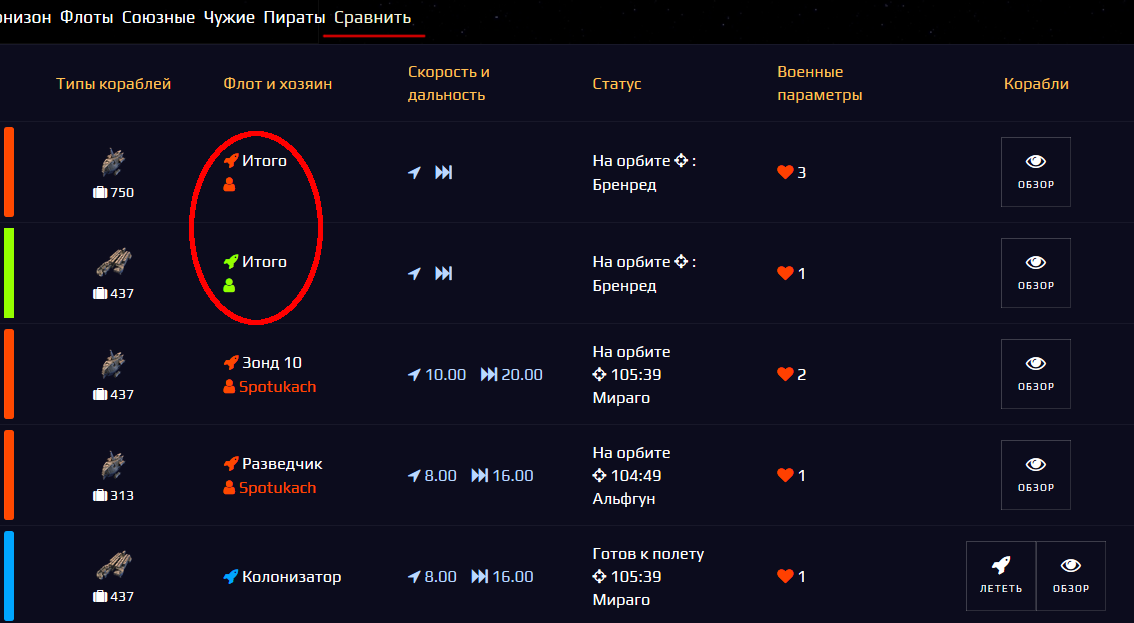 Флоты Союзные Чужие Пираты Сравнить
Типы кораблей Флот и хозяин Скорость и дальность Статус Военные параметры Корабли
Итого На орбите :
750 Бренред 3 ОБЗОР
Итого На орбите :
437 Бренред 1 ОБЗОР
Зонд 10 На орбите
437 Spotukach 10.00 20.00 105:39 2 ОБЗОР
Мираго
Разведчик На орбите
313 Spotukach 8.00 16.00 104:49 1 ОБЗОР
Альфгун
Готов к полету
437 Колонизатор 8.00 16.00 105:39 1 ЛЕТЕТЬ ОБЗОР
Мираго